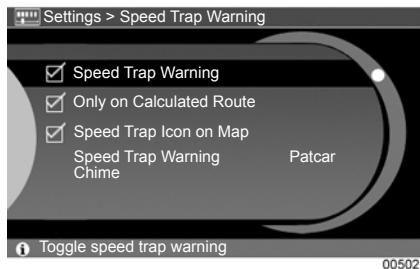 Settings > Speed Trap Warning
Speed Trap Warning
Only on Calculated Route
Speed Trap Icon on Map
Speed Trap Warning Patcar
Chime
Toggle speed trap warning
00502